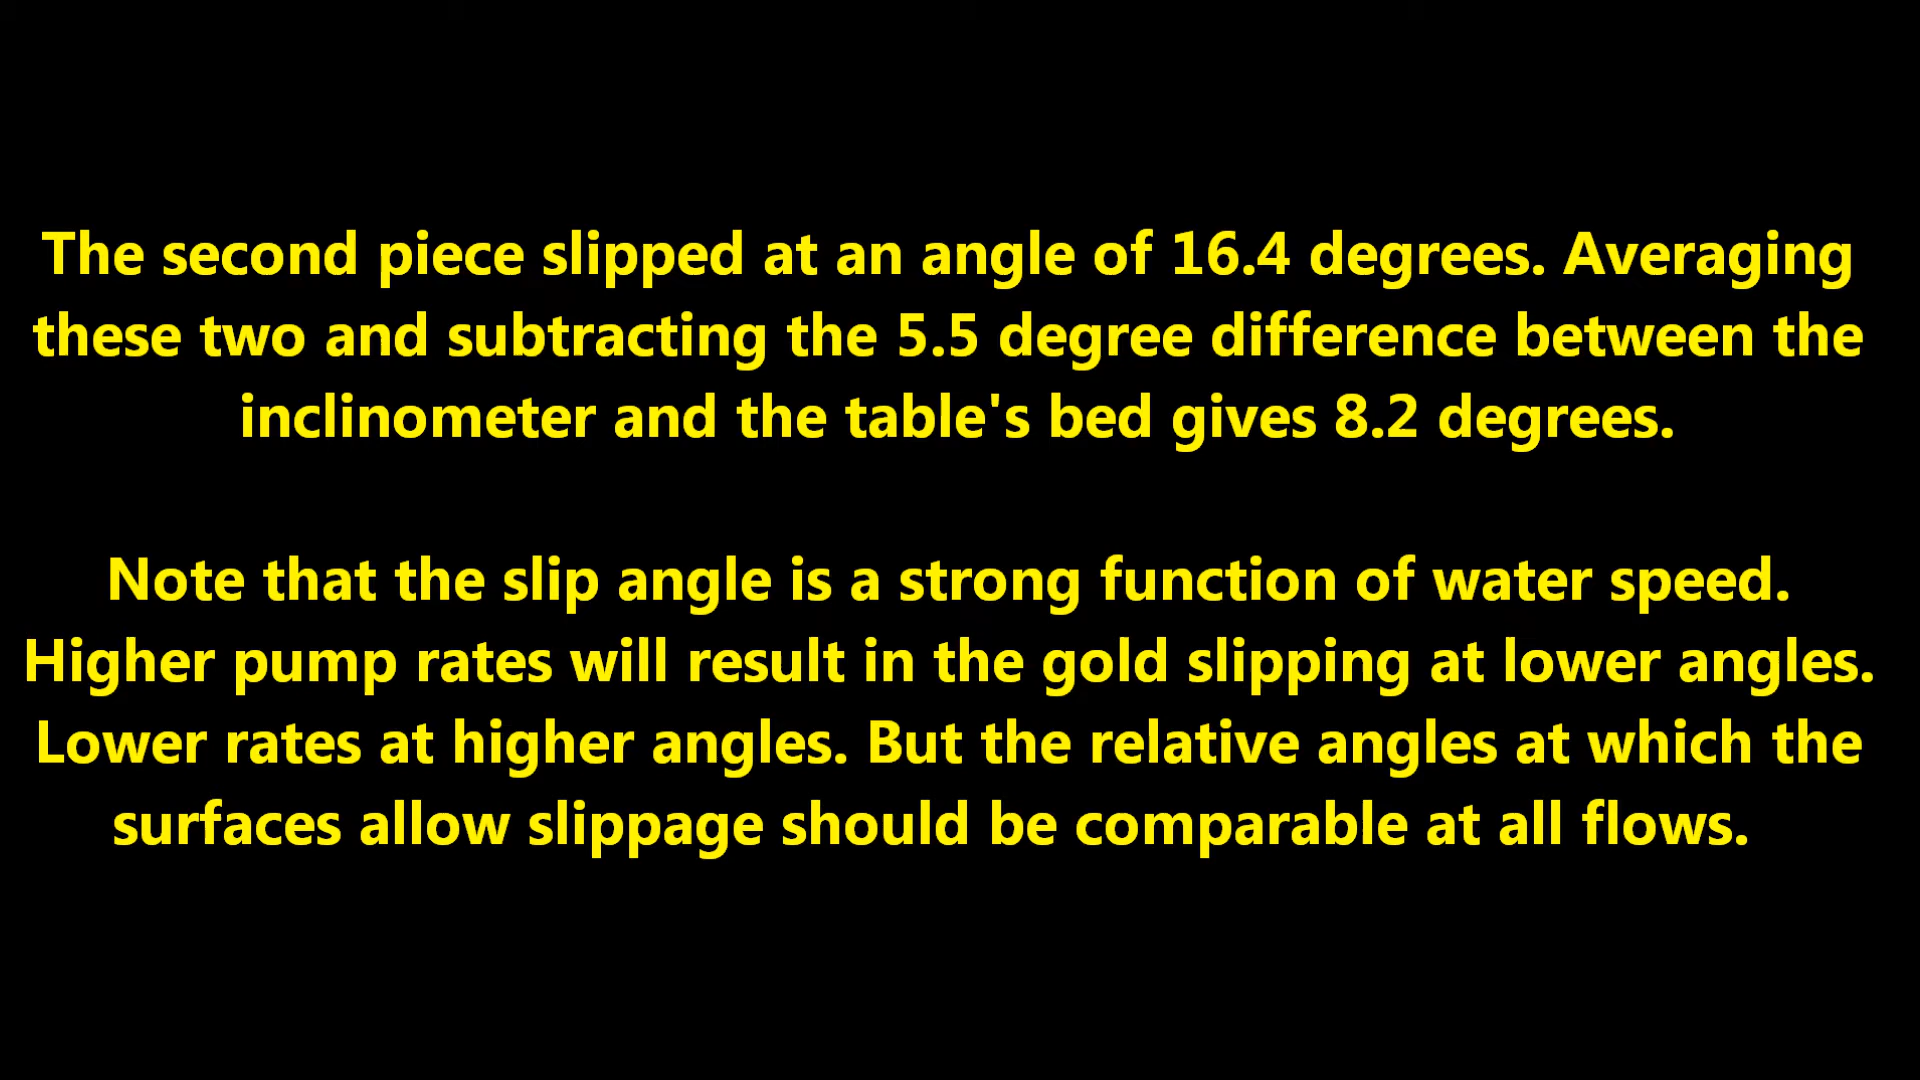 The second piece slipped at an angle of 16.4 degrees. Averaging
these two and subtracting the 5.5 degree difference between the
inclinometer and the table's bed gives 8.2 degrees.
Note that the slip angle is a strong function of water speed.
Higher pump rates will result in the gold slipping at lower angles.
Lower rates at higher angles. But the relative angles at which the
surfaces allow slippage should be comparable at all flows.